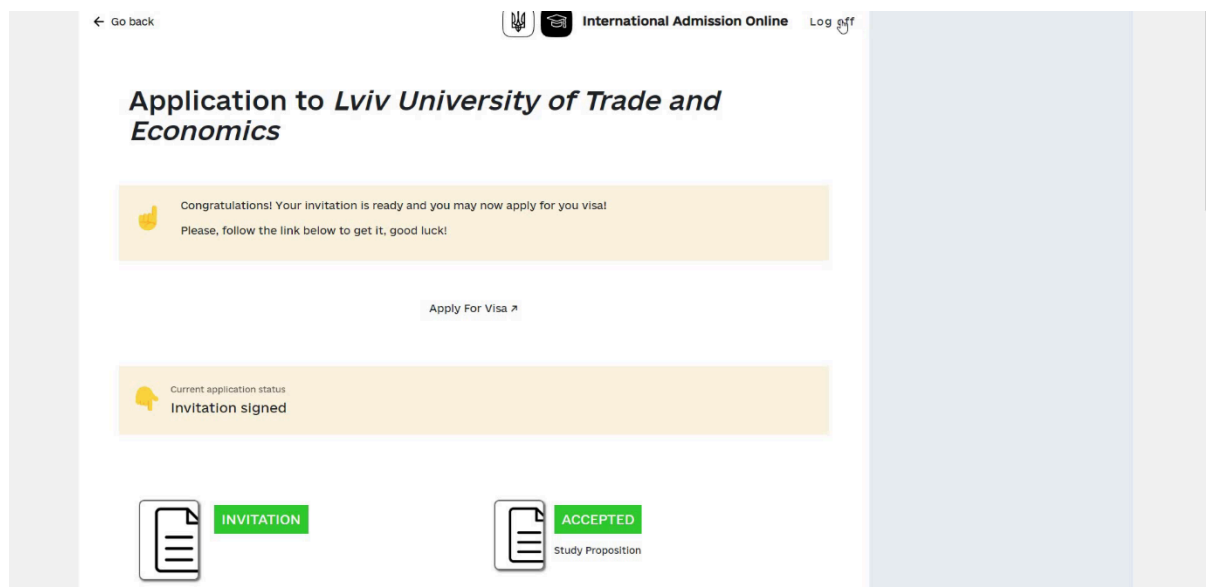 ← Go back
International Admission Online
Log off
Application to Lviv University of Trade and
Economics
Congratulations! Your invitation is ready and you may now apply for you visa!
Please, follow the link below to get it, good luck!
Apply For Visa ↗
Current application status
Invitation signed
INVITATION
ACCEPTED
Study Proposition